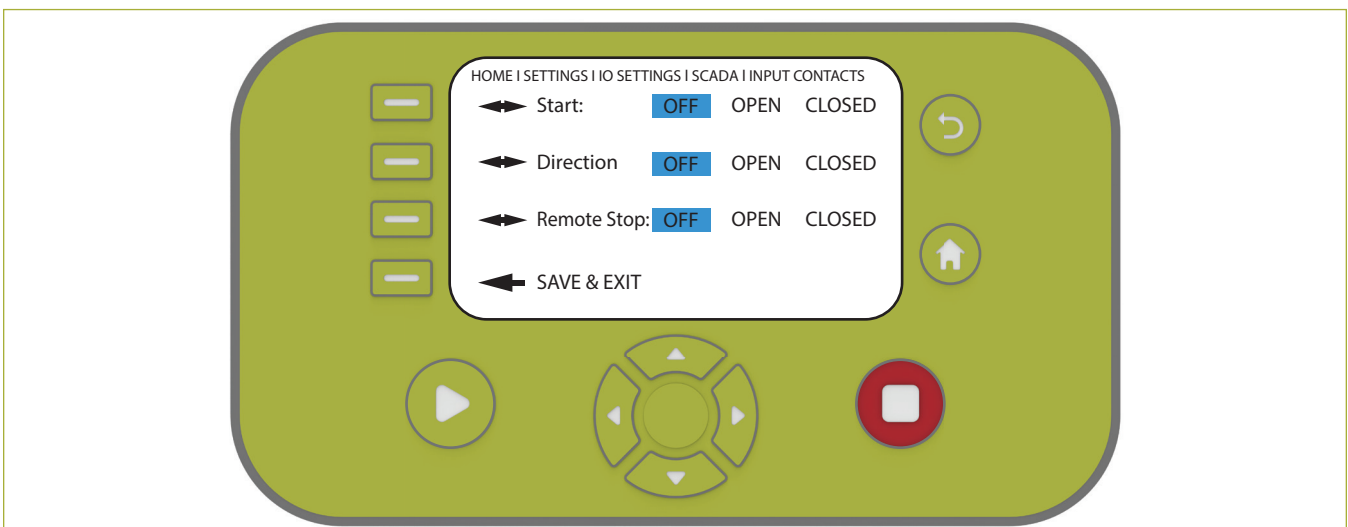 HOME I SETTINGS I IO SETTINGS I SCADA I INPUT CONTACTS
Start: OFF OPEN CLOSED
Direction OFF OPEN CLOSED
Remote Stop: OFF OPEN CLOSED
SAVE & EXIT